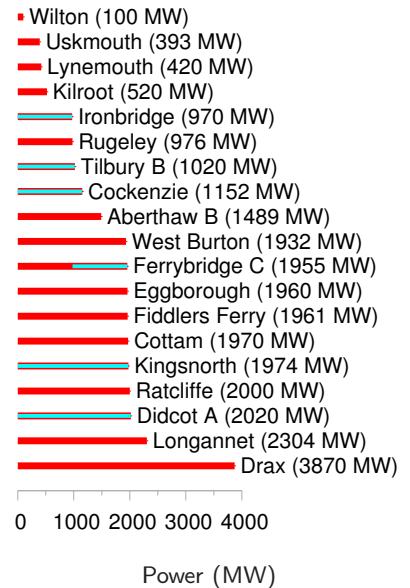 Wilton (100 MW)
Uskmouth (393 MW)
Lynemouth (420 MW)
Kilroot (520 MW)
Ironbridge (970 MW)
Rugeley (976 MW)
Tilbury B (1020 MW)
Cockenzie (1152 MW)
Aberthaw B (1489 MW)
West Burton (1932 MW)
Ferrybridge C (1955 MW)
Eggborough (1960 MW)
Fiddlers Ferry (1961 MW)
Cottam (1970 MW)
Kingsnorth (1974 MW)
Ratcliffe (2000 MW)
Didcot A (2020 MW)
Longannet (2304 MW)
Drax (3870 MW)
0 1000 2000 3000 4000
Power (MW)